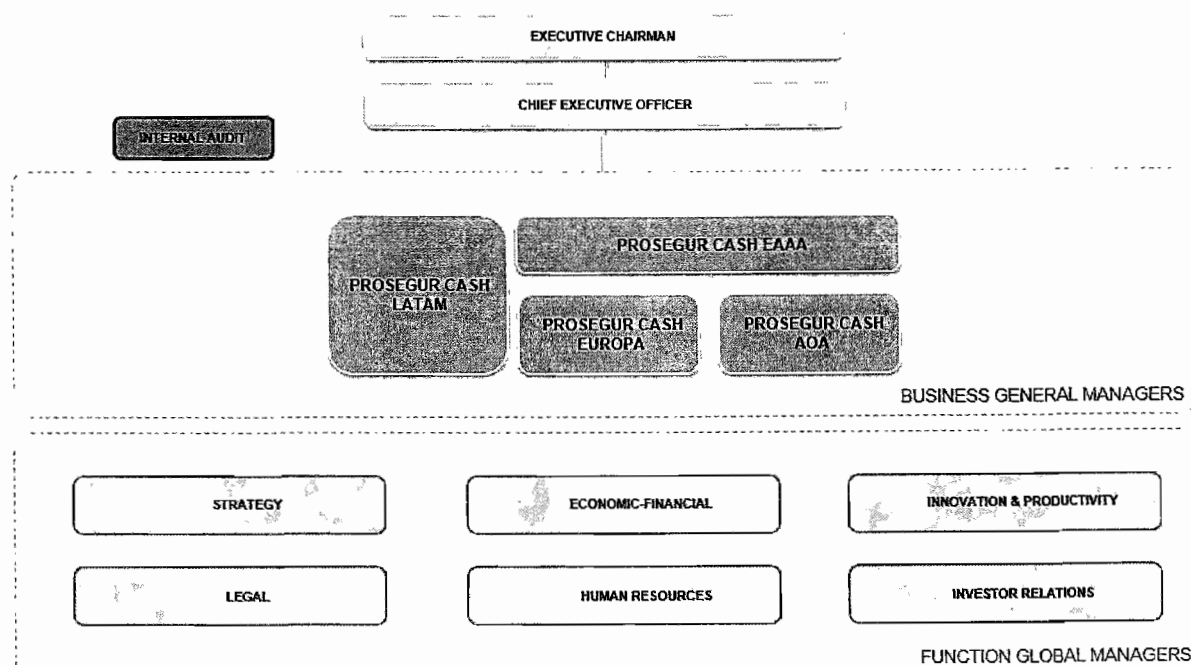 EXECUTIVE CHAIRMAN
CHIEF EXECUTIVE OFFICER
INTERNAL AUDIT
PROSEGUR CASH
LATAM
PROSEGUR CASH EAAA
PROSEGUR CASH
EUROPA
PROSEGUR CASH
AOA
BUSINESS GENERAL MANAGERS
STRATEGY
ECONOMIC-FINANCIAL
INNOVATION & PRODUCTIVITY
LEGAL
HUMAN RESOURCES
INVESTOR RELATIONS
FUNCTION GLOBAL MANAGERS